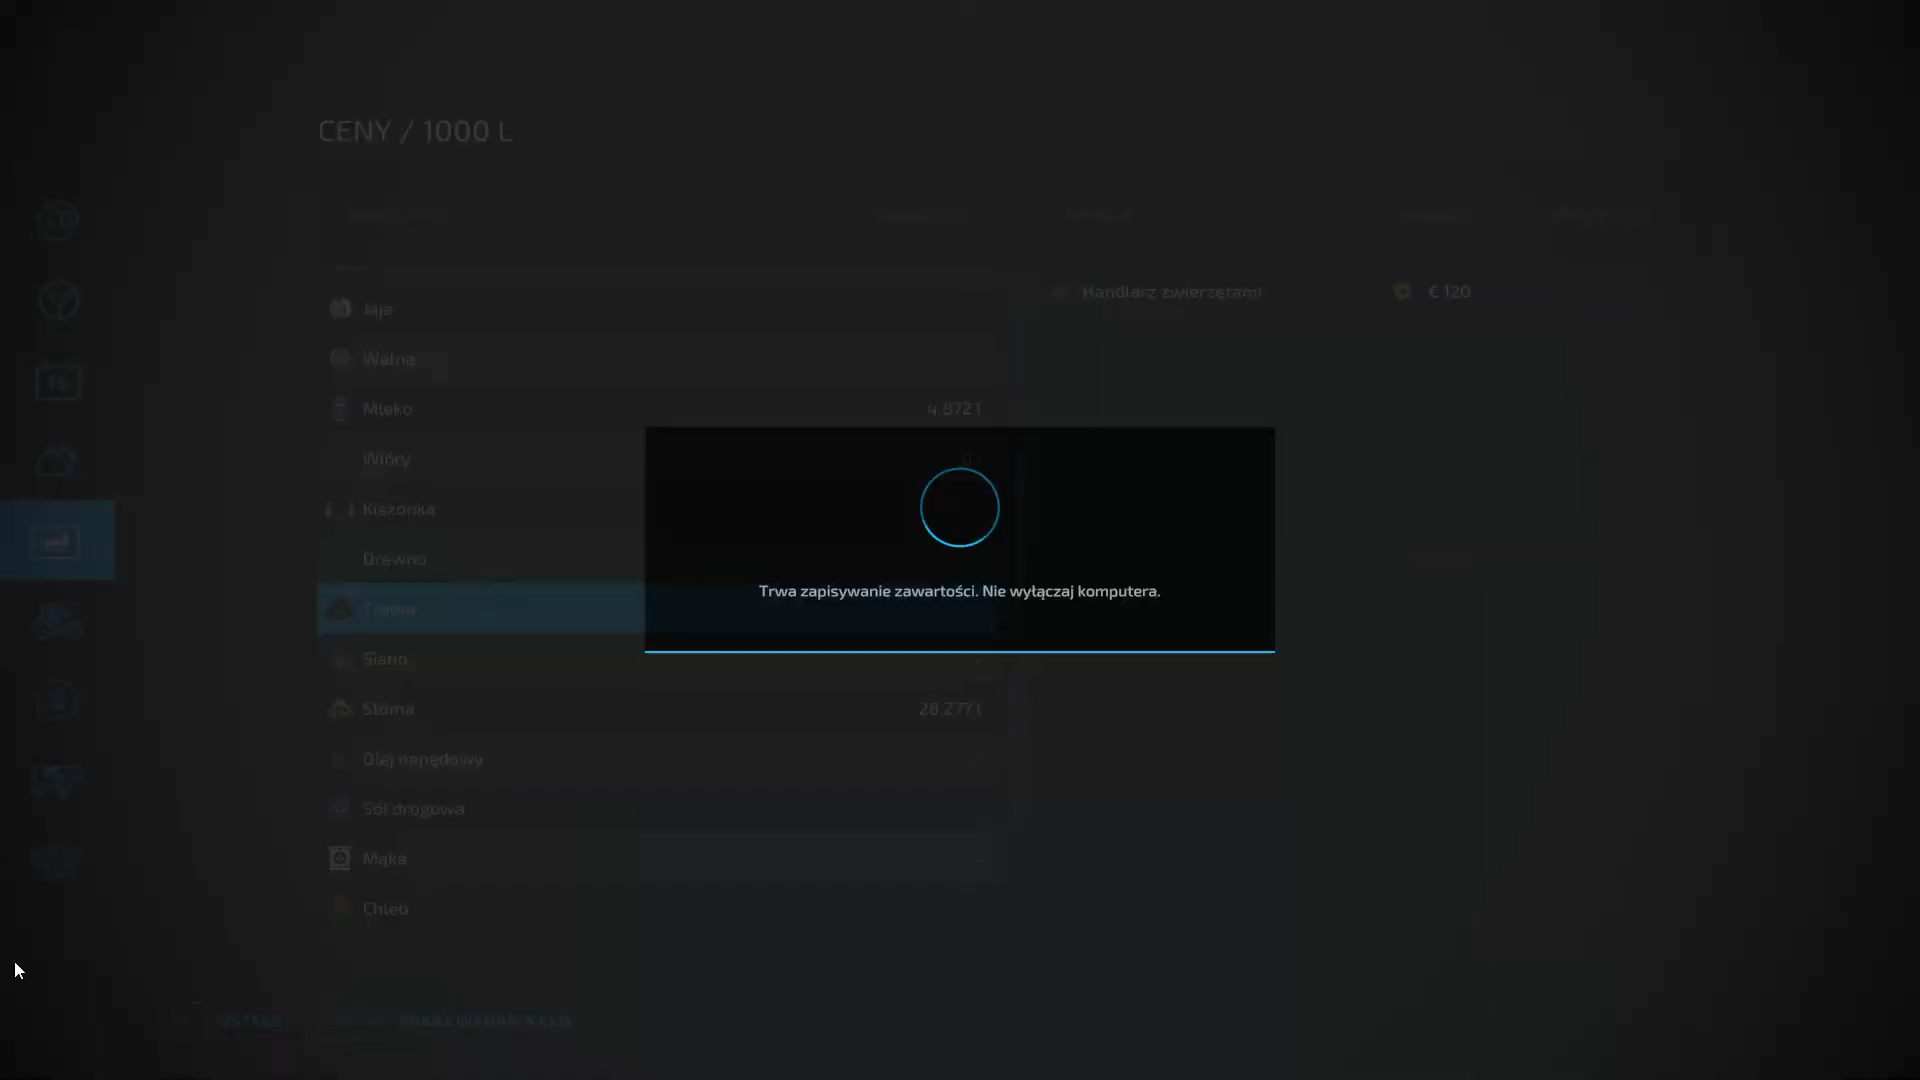 CENY / 1000 L
Handlarz zwierzętami € 120
Jaja
Wełna
Mleko 4.872 l
Wióry 0 l
Kiszonka
Drewno
Trawa
Siano -
Słoma 28.277 l
Olej napędowy
Sól drogowa
Mąka -
Chleb
Trwa zapisywanie zawartości. Nie wyłączaj komputera.